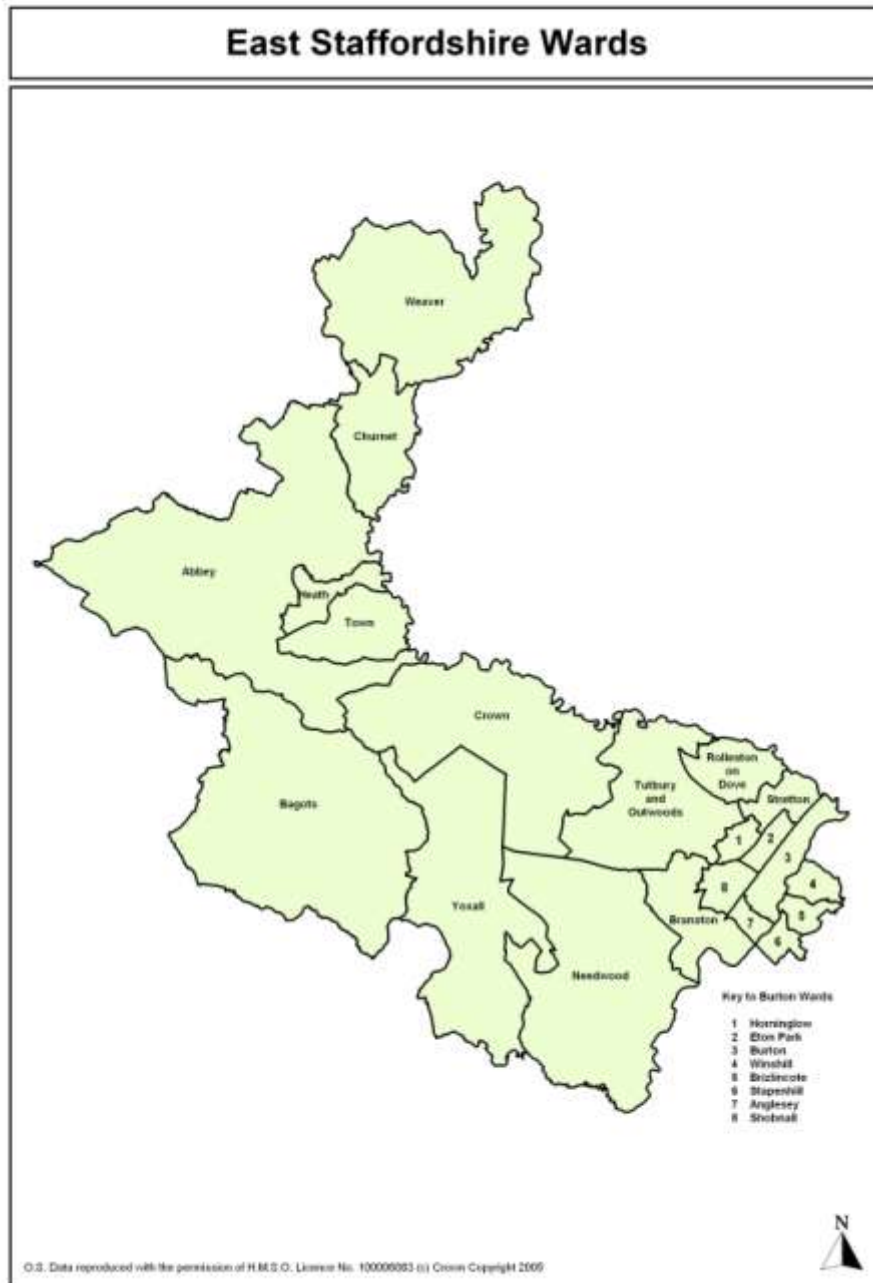 East Staffordshire Wards
Weaver
Churnet
Abbey
Heath
Town
Crown
Bagots
Tutbury
and
Outwoods
Rolleston
on
Dove
Stretton
1
2
3
4
5
6
7
8
Branston
Yoxall
Needwood
Key to Burton Wards
1 Horninglow
2 Eton Park
3 Burton
4 Winshill
5 Brizlincote
6 Stapenhill
7 Anglesey
8 Shobnall
N
O.S. Data reproduced with the permission of H.M.S.O. Licence No. (c) Crown Copyright